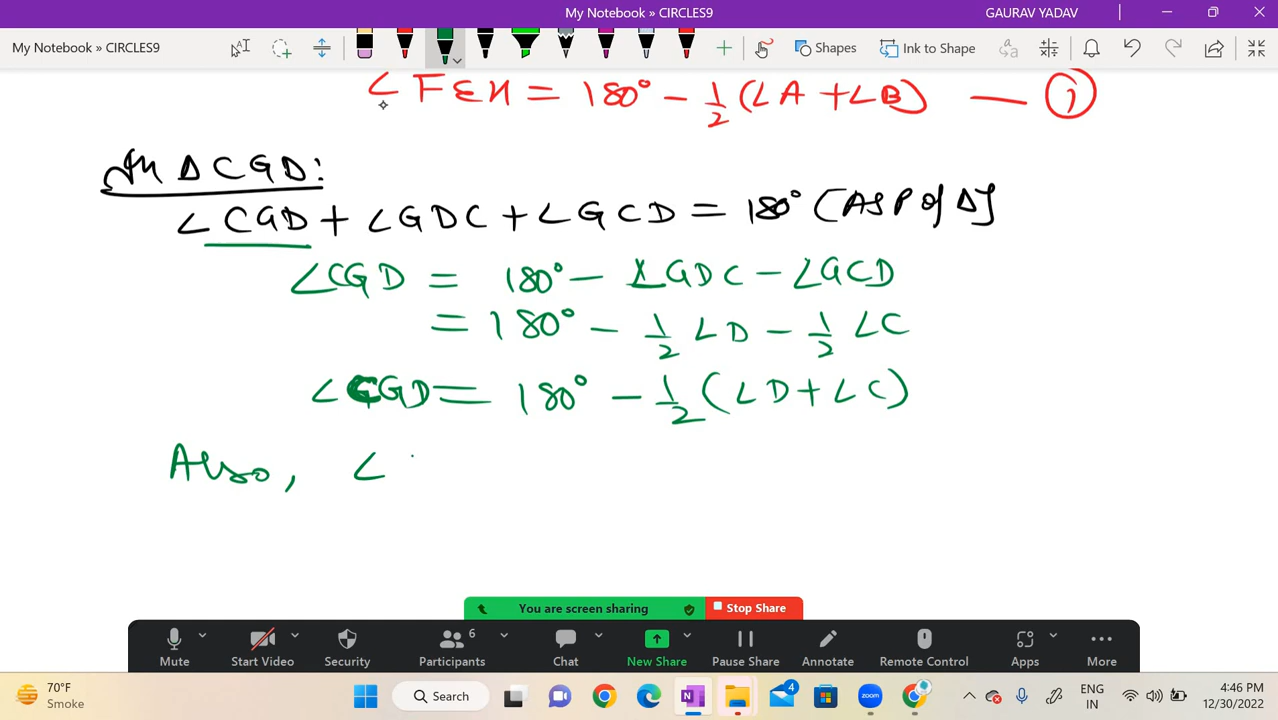 My Notebook » CIRCLES9
GAURAV YADAV
My Notebook » CIRCLES9
Shapes
Ink to Shape
∠FEH = 180° - 1/2 (∠A + ∠B) — ①
In Δ CGD:
∠CGD + ∠GDC + ∠GCD = 180° [ASP of Δ]
∠CGD = 180° - ∠GDC - ∠GCD
= 180° - 1/2 ∠D - 1/2 ∠C
∠CGD = 180° - 1/2 (∠D + ∠C)
Also, ∠
You are screen sharing
Stop Share
6
Mute
Start Video
Security
Participants
Chat
New Share
Pause Share
Annotate
Remote Control
Apps
More
70°F
Smoke
Search
4
zoom
ENG
IN
4:46 PM
12/30/2022